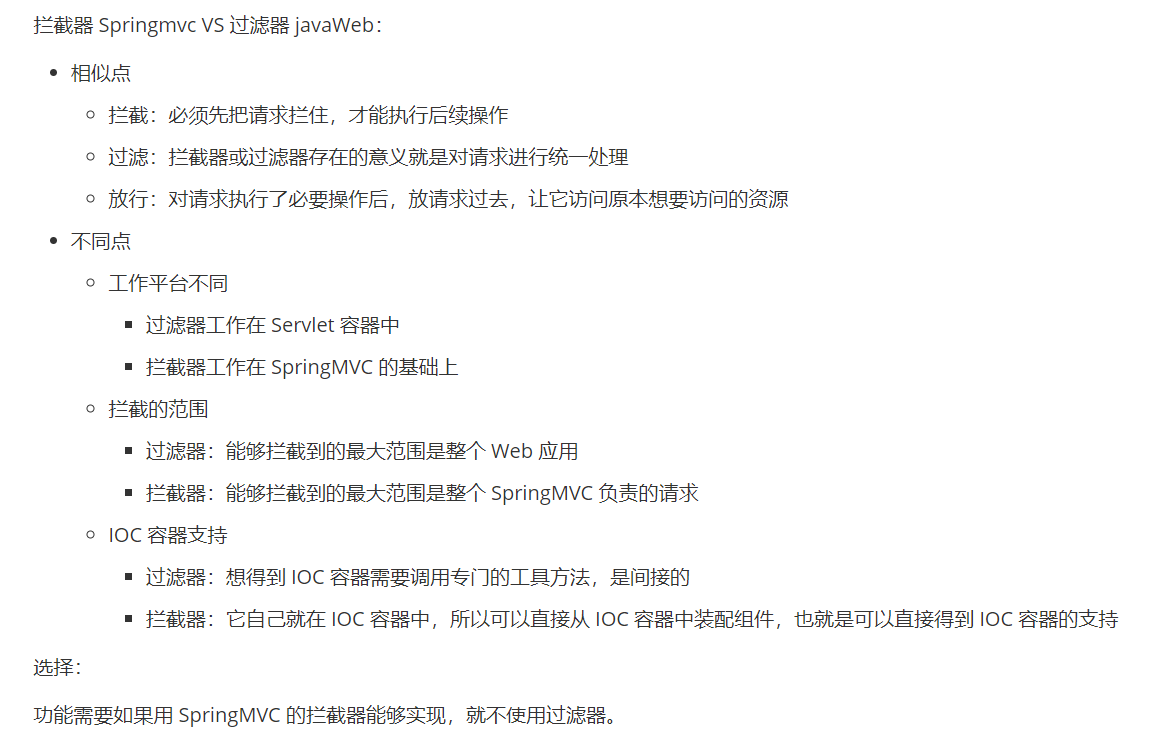 拦截器 Springmvc VS 过滤器 javaWeb：
相似点
拦截：必须先把请求拦住，才能执行后续操作
过滤：拦截器或过滤器存在的意义就是对请求进行统一处理
放行：对请求执行了必要操作后，放请求过去，让它访问原本想要访问的资源
不同点
工作平台不同
过滤器工作在 Servlet 容器中
拦截器工作在 SpringMVC 的基础上
拦截的范围
过滤器：能够拦截到的最大范围是整个 Web 应用
拦截器：能够拦截到的最大范围是整个 SpringMVC 负责的请求
IOC 容器支持
过滤器：想得到 IOC 容器需要调用专门的工具方法，是间接的
拦截器：它自己就在 IOC 容器中，所以可以直接从 IOC 容器中装配组件，也就是可以直接得到 IOC 容器的支持
选择：
功能需要如果用 SpringMVC 的拦截器能够实现，就不使用过滤器。